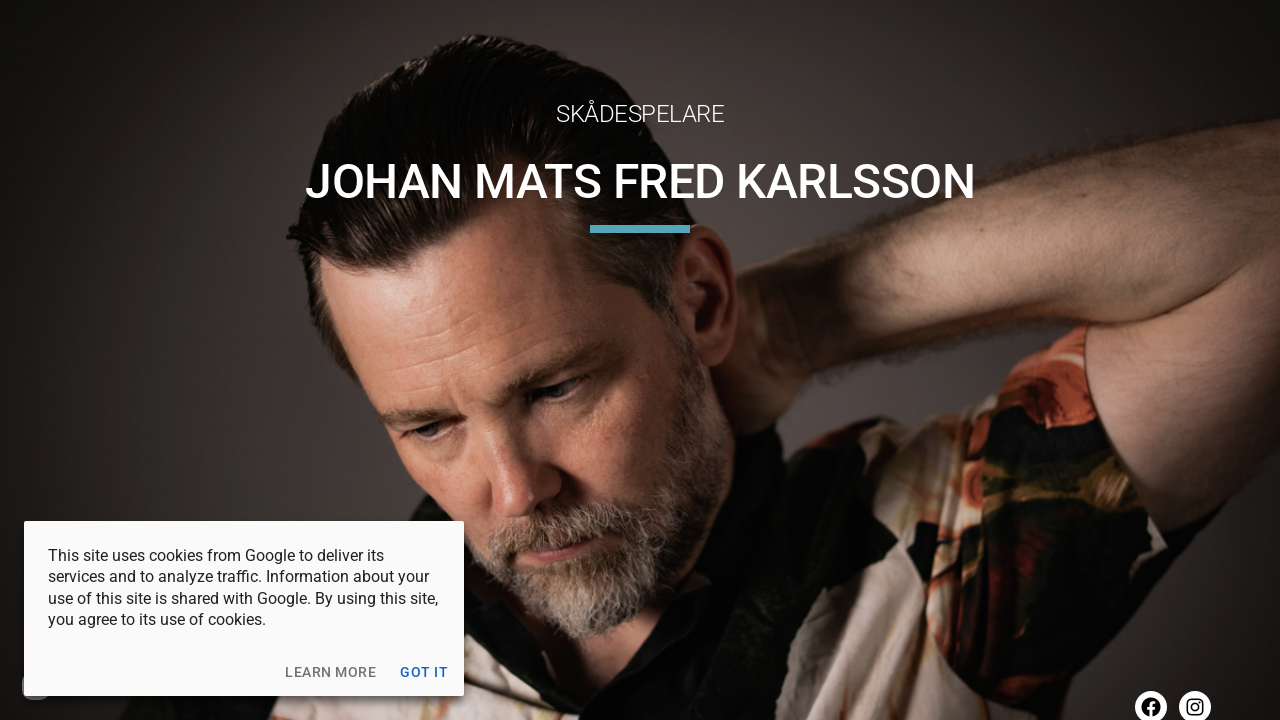 SKÅDESPELARE
JOHAN MATS FRED KARLSSON
This site uses cookies from Google to deliver its
services and to analyze traffic. Information about your
use of this site is shared with Google. By using this site,
you agree to its use of cookies.
LEARN MORE GOT IT